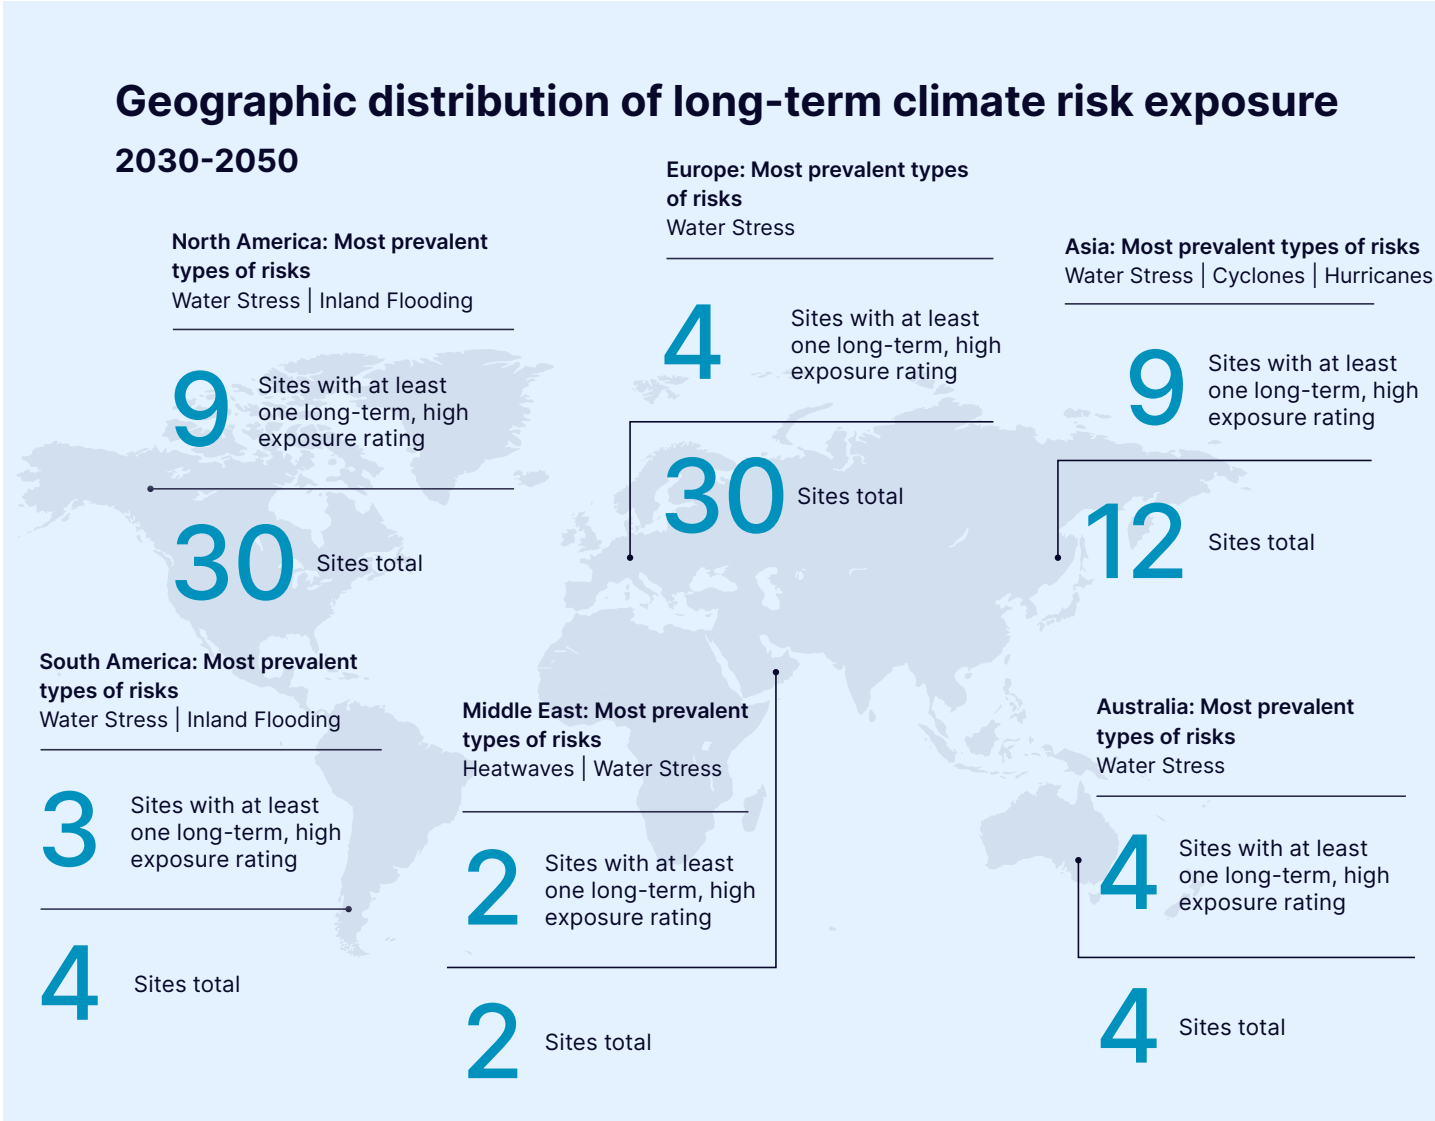 Geographic distribution of long-term climate risk exposure
2030-2050
North America: Most prevalent
types of risks
Water Stress | Inland Flooding
9
Sites with at least
one long-term, high
exposure rating
30
Sites total
Europe: Most prevalent types
of risks
Water Stress
4
Sites with at least
one long-term, high
exposure rating
30
Sites total
Asia: Most prevalent types of risks
Water Stress | Cyclones | Hurricanes
9
Sites with at least
one long-term, high
exposure rating
12
Sites total
South America: Most prevalent
types of risks
Water Stress | Inland Flooding
3
Sites with at least
one long-term, high
exposure rating
4
Sites total
Middle East: Most prevalent
types of risks
Heatwaves | Water Stress
2
Sites with at least
one long-term, high
exposure rating
2
Sites total
Australia: Most prevalent
types of risks
Water Stress
4
Sites with at least
one long-term, high
exposure rating
4
Sites total